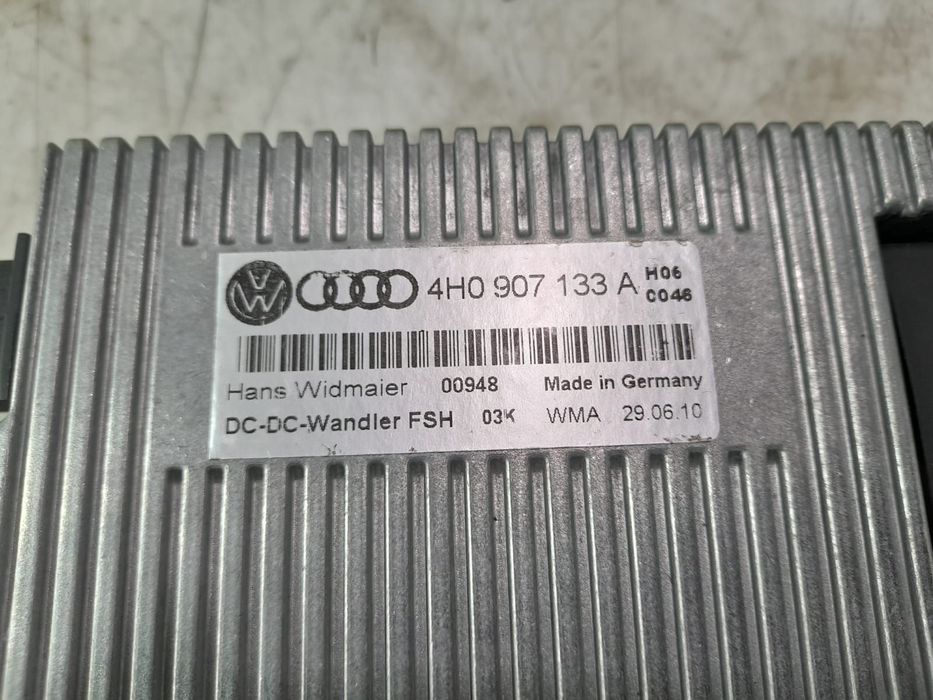 4H0 907 133 A H06
C046
Hans Widmaier 00948 Made in Germany
DC-DC-Wandler FSH 03K WMA 29.06.10